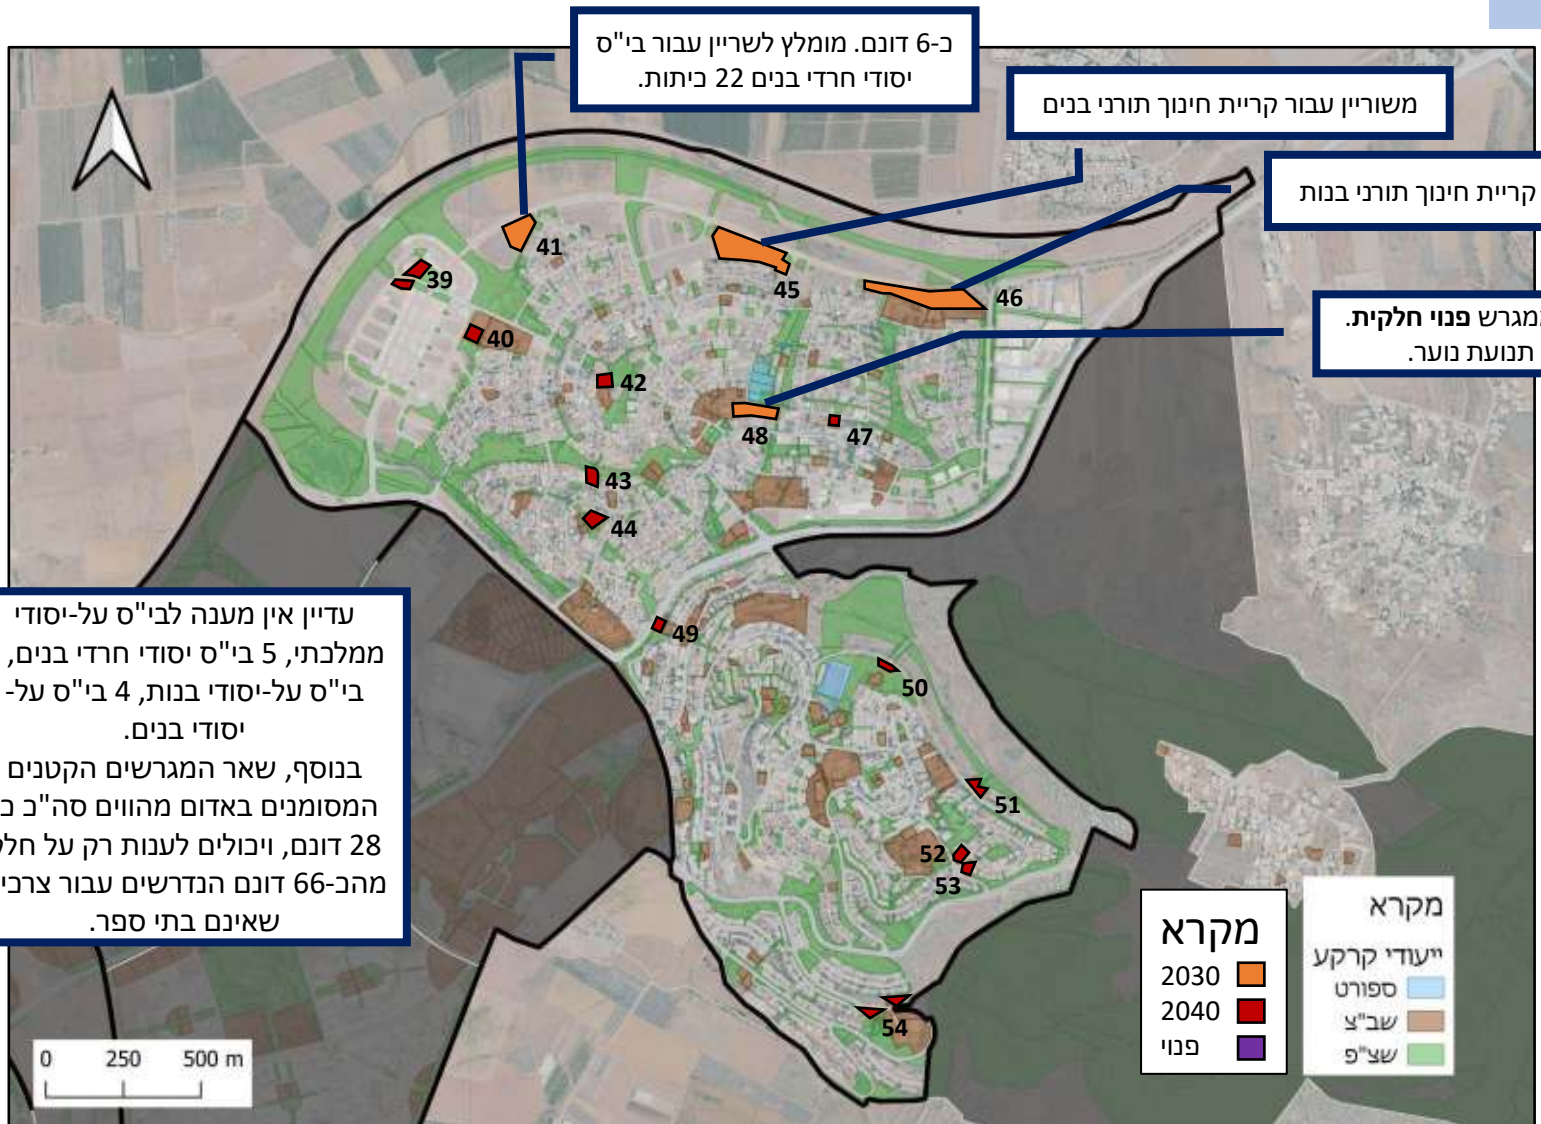 כ-6 דונם. מומלץ לשריין עבור בי"ס
יסודי חרדי בנים 22 כיתות.
משוריין עבור קריית חינוך תורני בנים
קריית חינוך תורני בנות
מגרש פנוי חלקית.
תנועת נוער.
41
39
40
42
43
44
45
46
47
48
49
50
51
52
53
54
עדיין אין מענה לבי"ס על-יסודי
ממלכתי, 5 בי"ס יסודי חרדי בנים,
בי"ס על-יסודי בנות, 4 בי"ס על-
יסודי בנים.
בנוסף, שאר המגרשים הקטנים
המסומנים באדום מהווים סה"כ כ
28 דונם, ויכולים לענות רק על חלק
מהכ-66 דונם הנדרשים עבור צרכי
שאינם בתי ספר.
מקרא
2030
2040
פנוי
מקרא
ייעודי קרקע
ספורט
שב"צ
שצ"פ
0 250 500 m